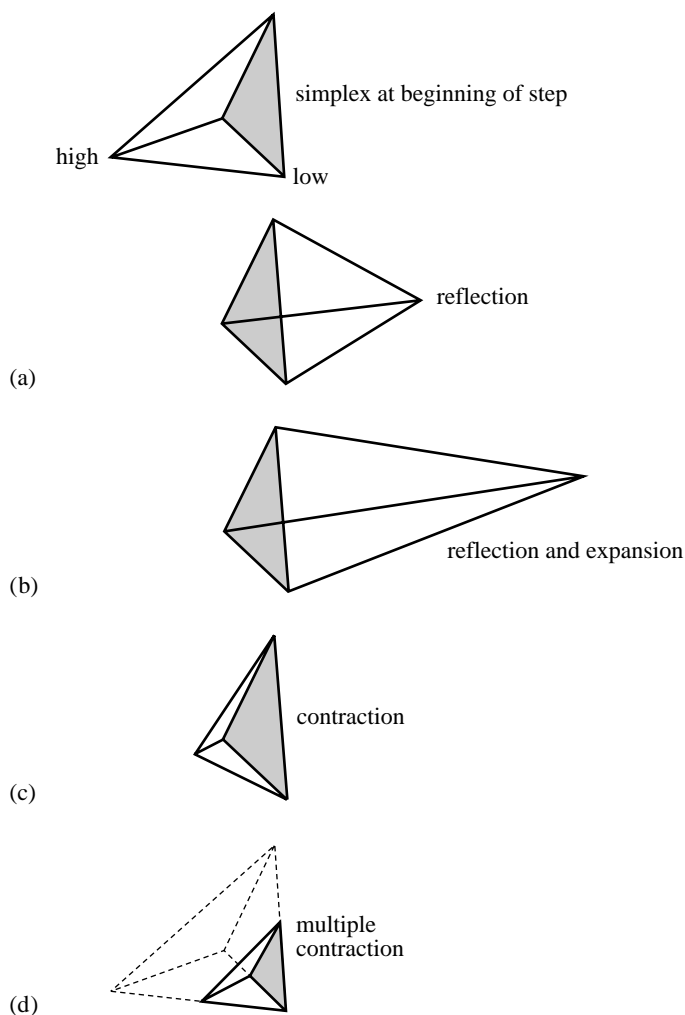 simplex at beginning of step
high
low
reflection
(a)
reflection and expansion
(b)
contraction
(c)
multiple
contraction
(d)